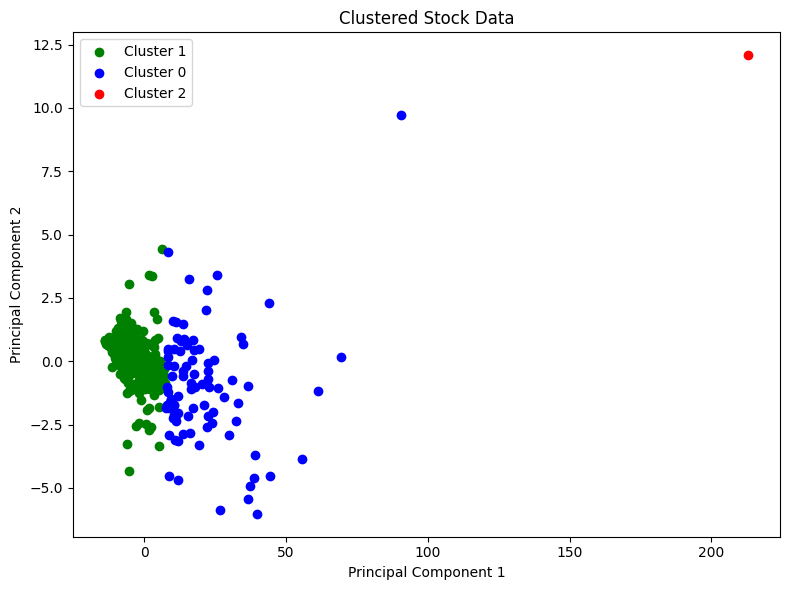 Clustered Stock Data
Cluster 1
Cluster 0
Cluster 2
12.5
10.0
7.5
5.0
2.5
0.0
−2.5
−5.0
Principal Component 2
0
50
100
150
200
Principal Component 1